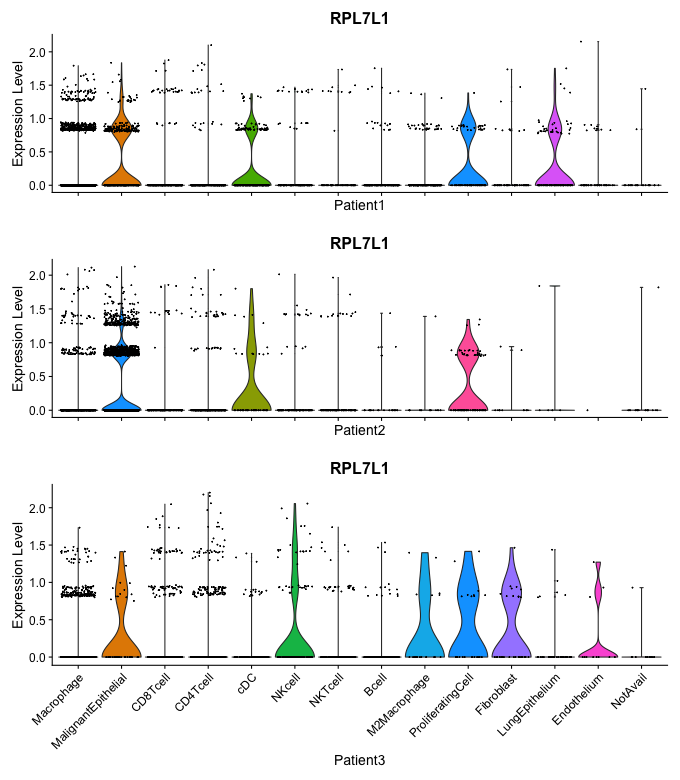 RPL7L1
Expression Level
2.0
1.5
1.0
0.5
0.0
Patient1
RPL7L1
Expression Level
2.0
1.5
1.0
0.5
0.0
Patient2
RPL7L1
Expression Level
2.0
1.5
1.0
0.5
0.0
Macrophage
MalignantEpithelial
CD8Tcell
CD4Tcell
cDC
NKcell
NKTcell
Bcell
M2Macrophage
ProliferatingCell
Fibroblast
LungEpithelium
Endothelium
NotAvail
Patient3